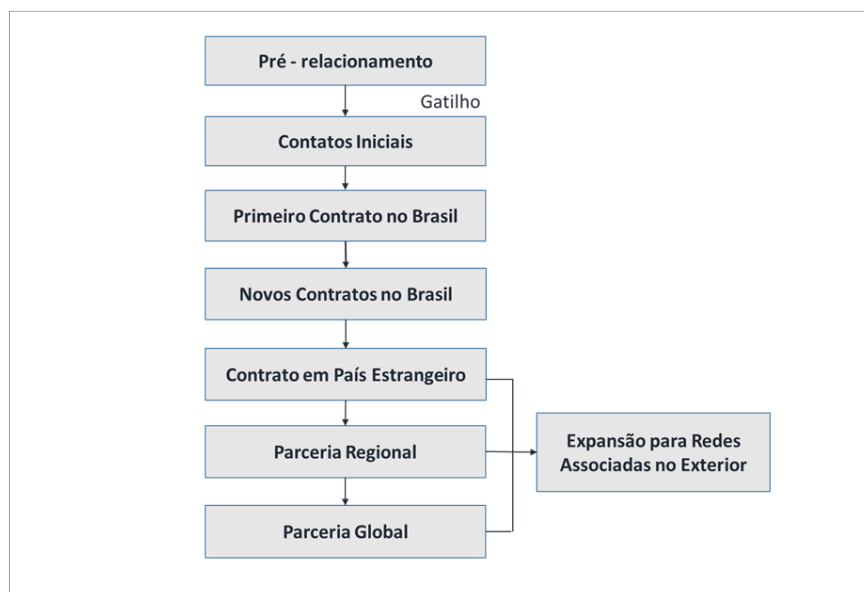 Pré - relacionamento
Gatilho
Contatos Iniciais
Primeiro Contrato no Brasil
Novos Contratos no Brasil
Contrato em País Estrangeiro
Parceria Regional
Expansão para Redes
Associadas no Exterior
Parceria Global